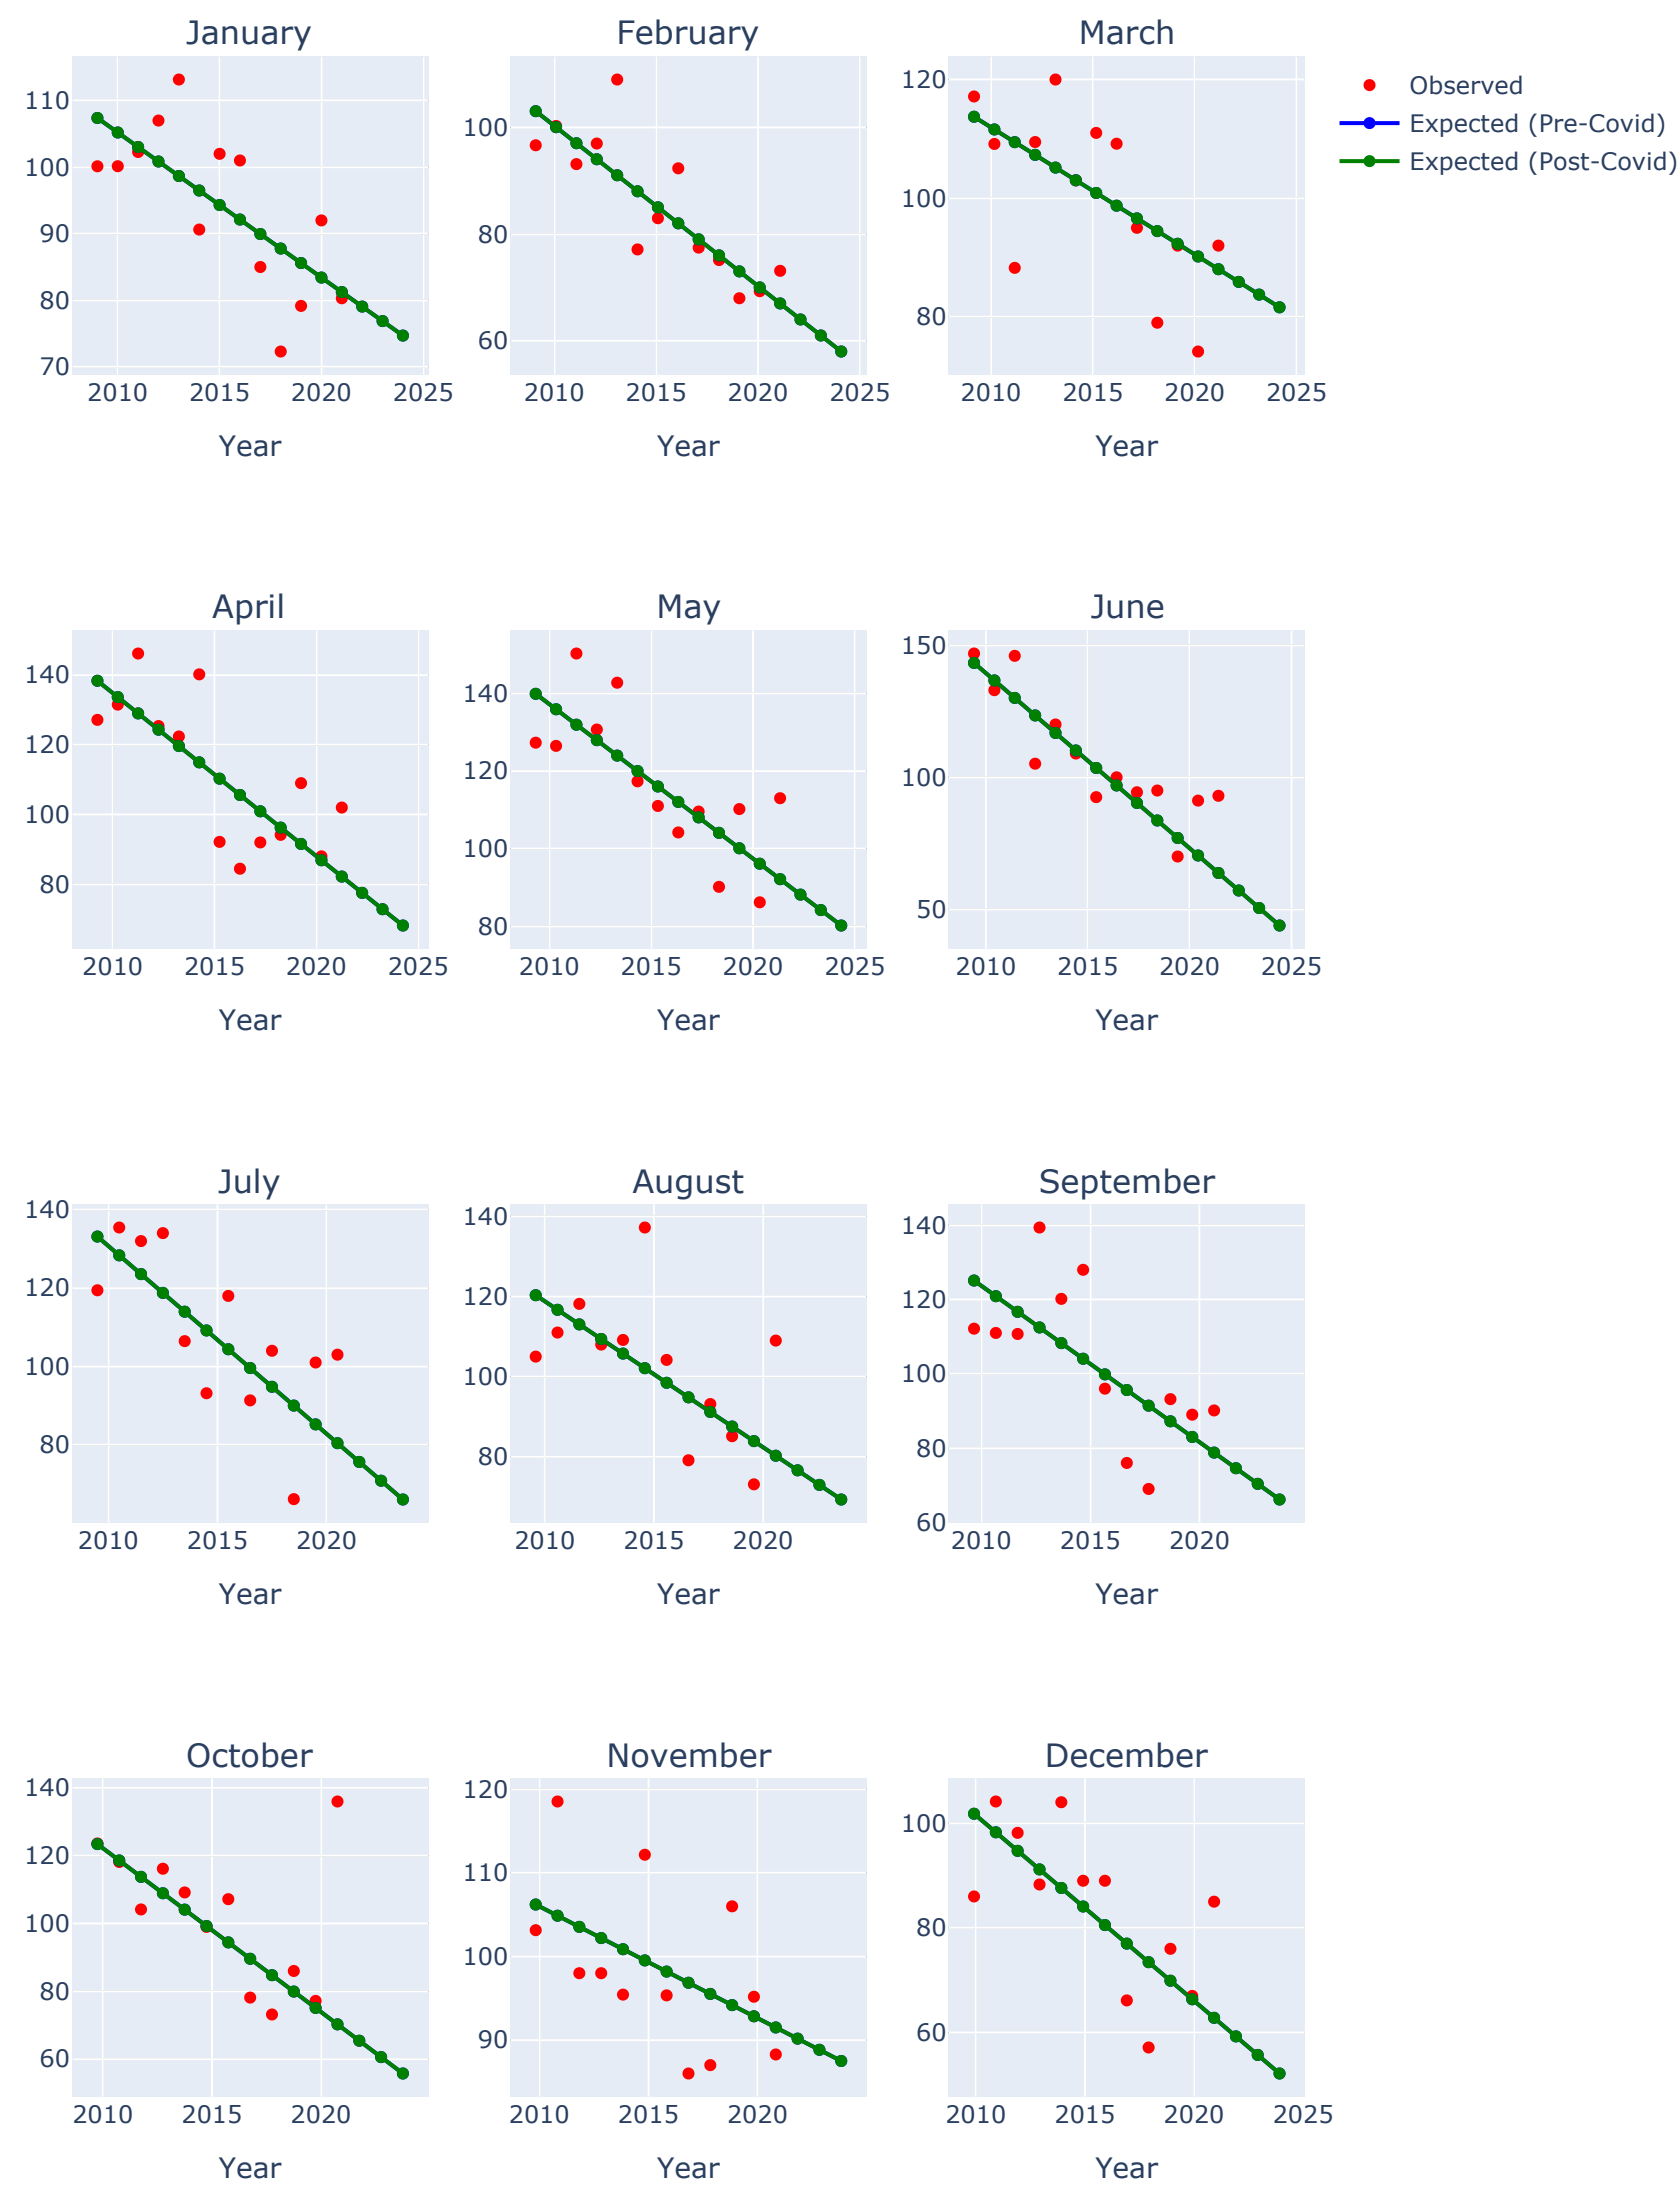 January February March
110
100
90
80
70
2010 2015 2020 2025
Year
100
80
60
2010 2015 2020 2025
Year
120
100
80
2010 2015 2020 2025
Year
Observed
Expected (Pre-Covid)
Expected (Post-Covid)
April May June
140
120
100
80
2010 2015 2020 2025
Year
140
120
100
80
2010 2015 2020 2025
Year
150
100
50
2010 2015 2020 2025
Year
July August September
140
120
100
80
2010 2015 2020
Year
140
120
100
80
2010 2015 2020
Year
140
120
100
80
60
2010 2015 2020
Year
October November December
140
120
100
80
60
2010 2015 2020
Year
120
110
100
90
2010 2015 2020
Year
100
80
60
2010 2015 2020 2025
Year